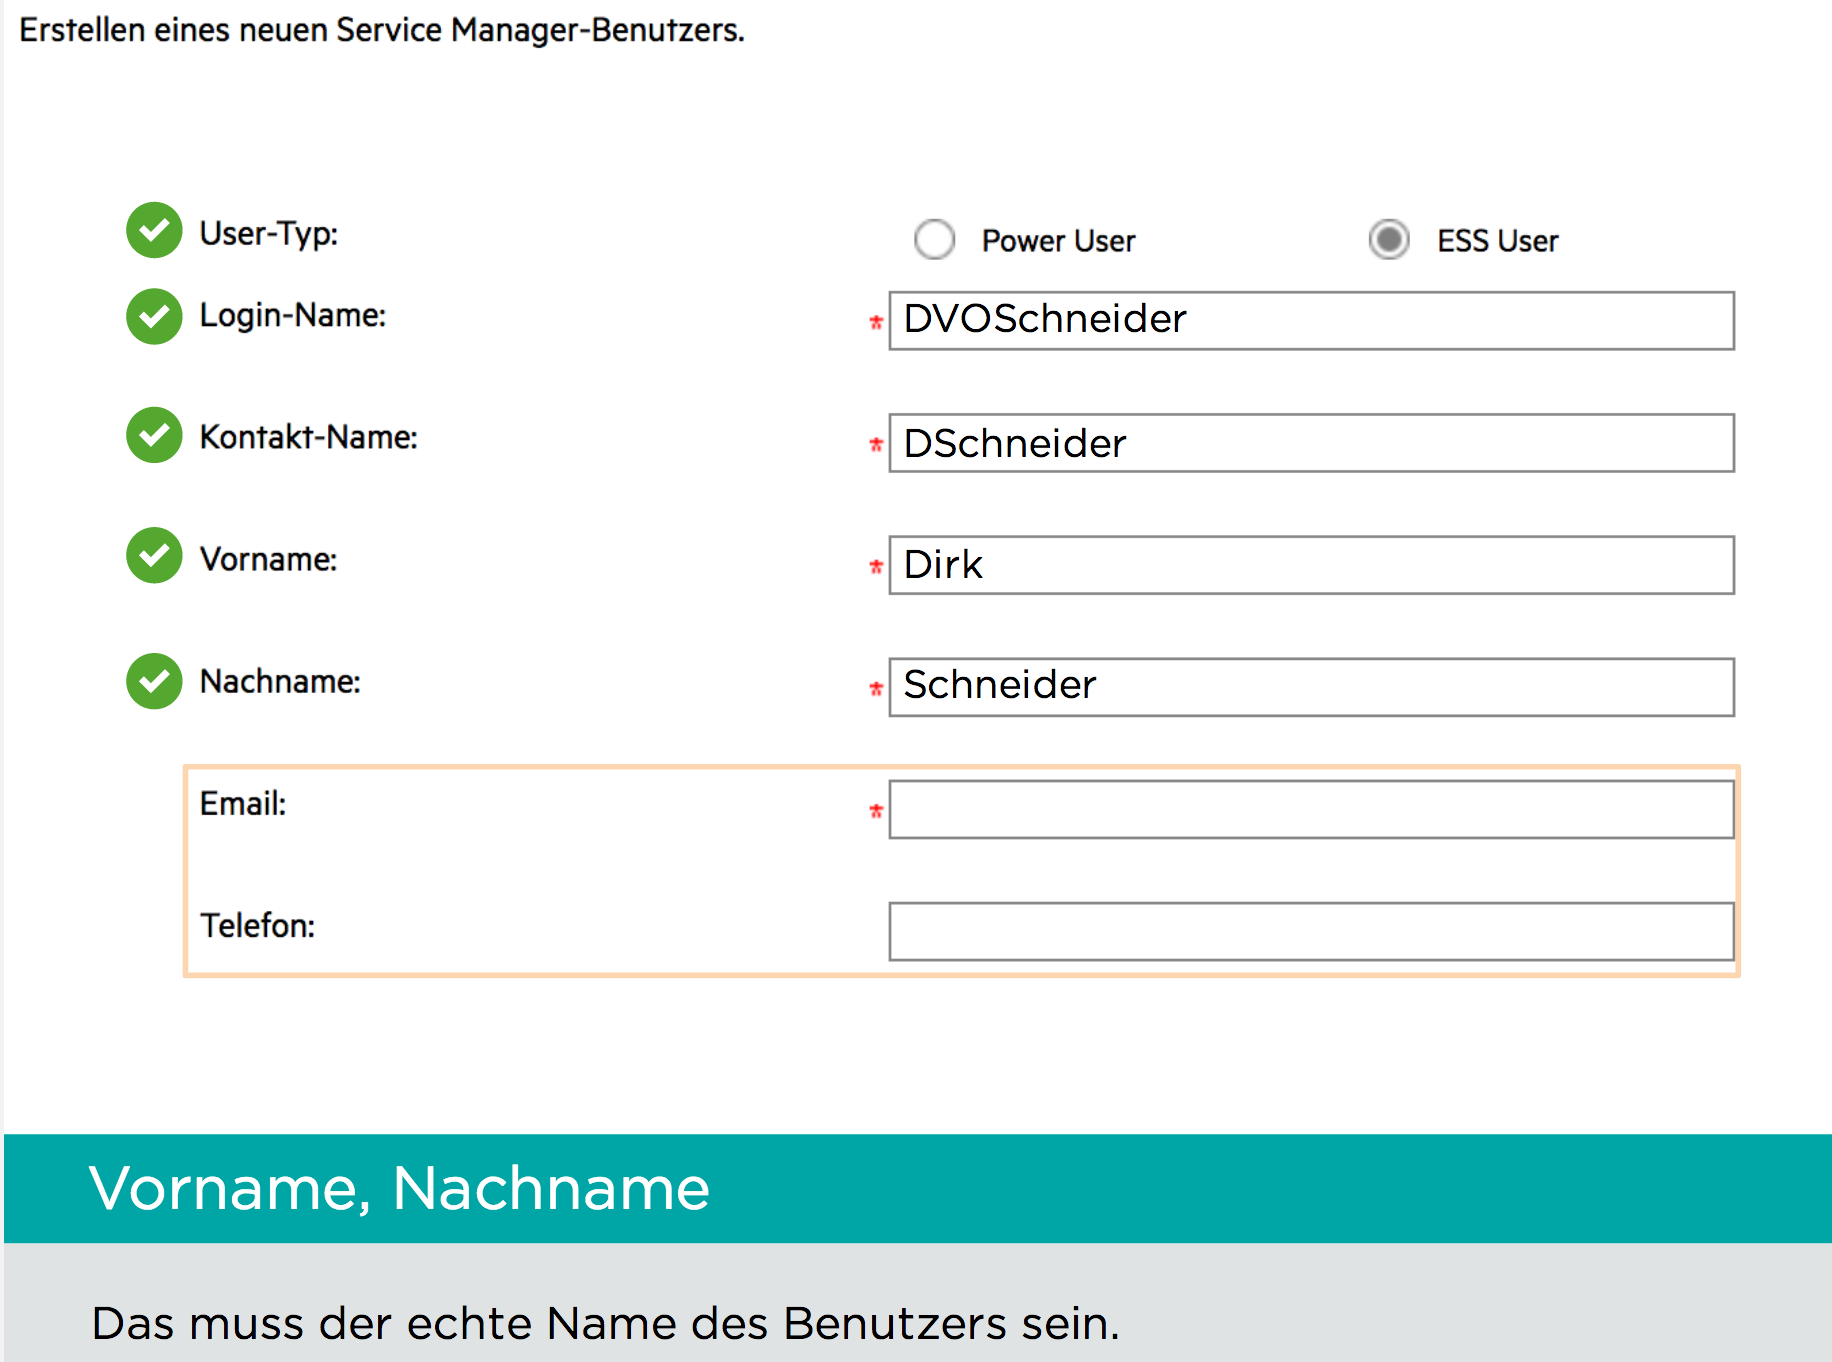 Erstellen eines neuen Service Manager-Benutzers.
User-Typ: Power User ESS User
Login-Name: * DVOSchneider
Kontakt-Name: * DSchneider
Vorname: * Dirk
Nachname: * Schneider
Email: *
Telefon:
Vorname, Nachname
Das muss der echte Name des Benutzers sein.